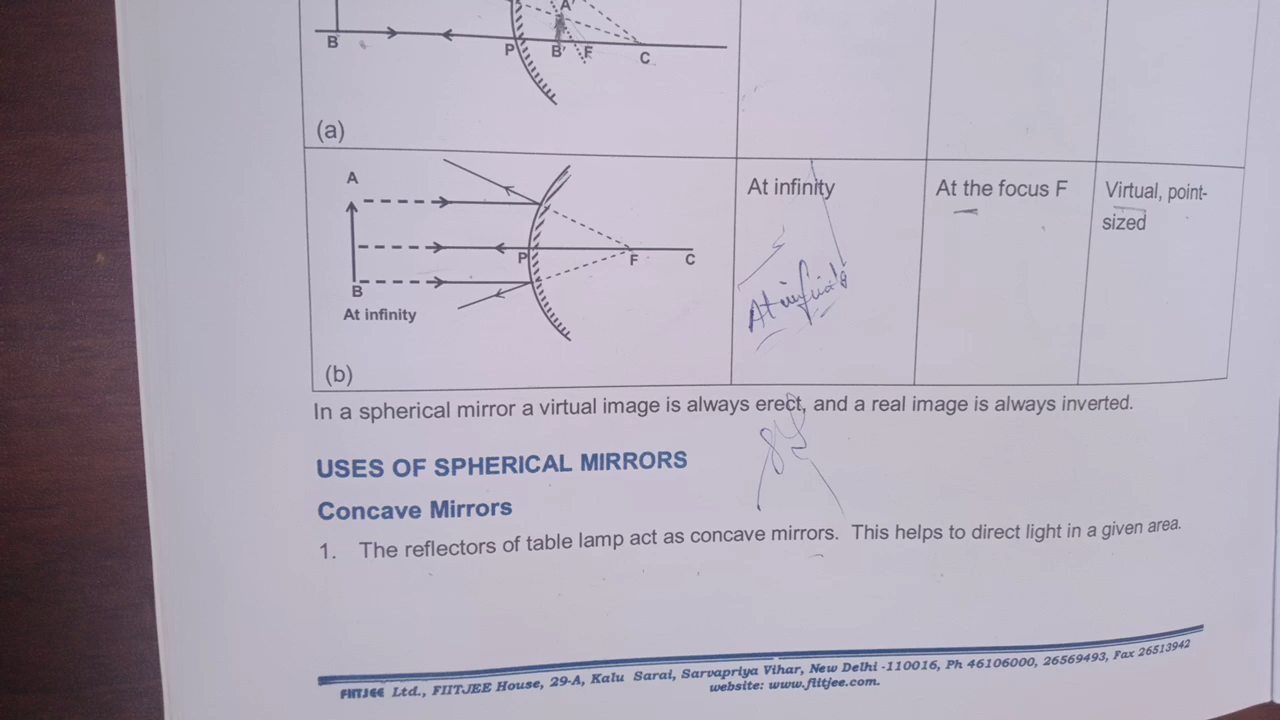 A'
B
P
B'
F
C
(a)
A
P
F
C
B
At infinity
(b)
At infinity
At infinity
At the focus F
Virtual, point-
sized
In a spherical mirror a virtual image is always erect, and a real image is always inverted.
USES OF SPHERICAL MIRRORS
Concave Mirrors
1. The reflectors of table lamp act as concave mirrors. This helps to direct light in a given area.
FIITJEE Ltd., FIITJEE House, 29-A, Kalu Sarai, Sarvapriya Vihar, New Delhi -110016, Ph 46106000, 26569493, Fax 26513942
website: www.fiitjee.com.